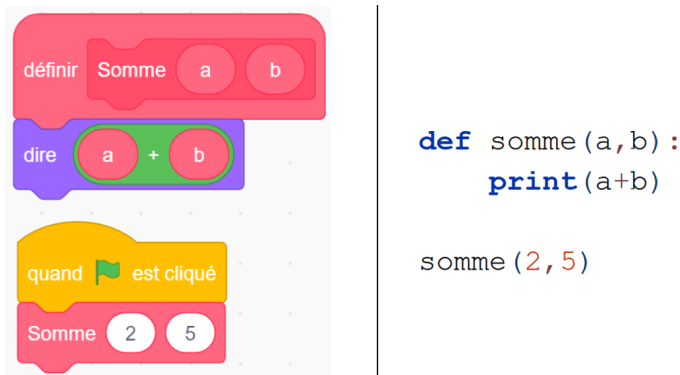 définir Somme a b
dire a + b
quand est cliqué
Somme 2 5
def somme(a,b):
print(a+b)
somme(2,5)